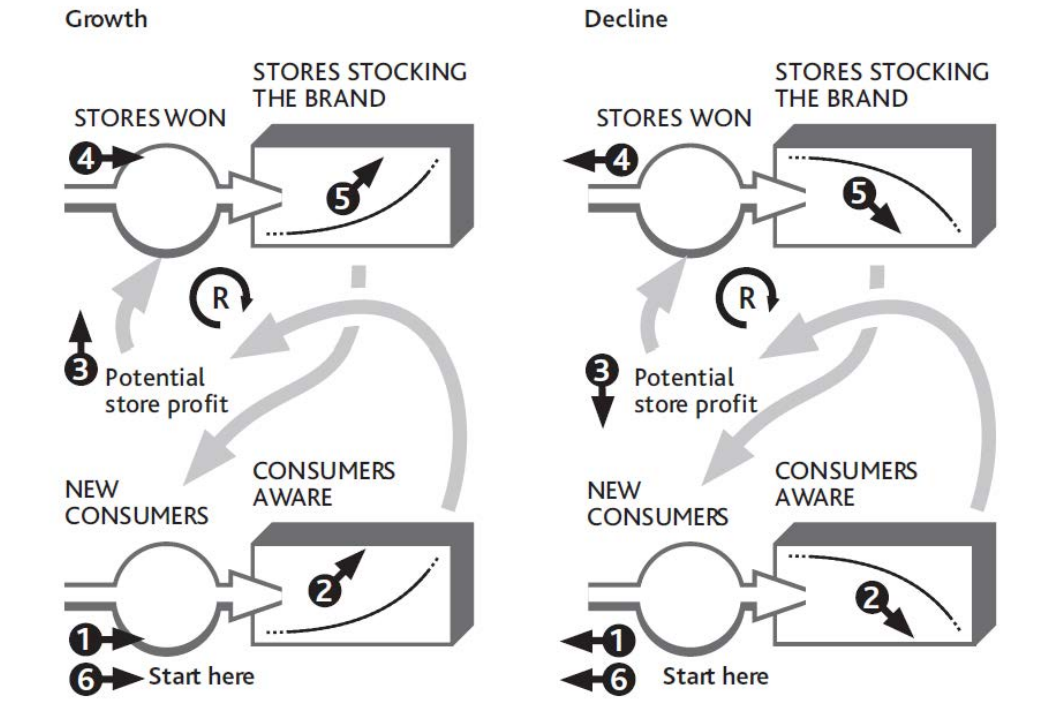 Growth
STORES STOCKING
THE BRAND
STORES WON
4
5
R
3
Potential
store profit
NEW
CONSUMERS
CONSUMERS
AWARE
2
1
6 Start here
Decline
STORES STOCKING
THE BRAND
STORES WON
4
5
R
3
Potential
store profit
NEW
CONSUMERS
CONSUMERS
AWARE
2
1
6 Start here